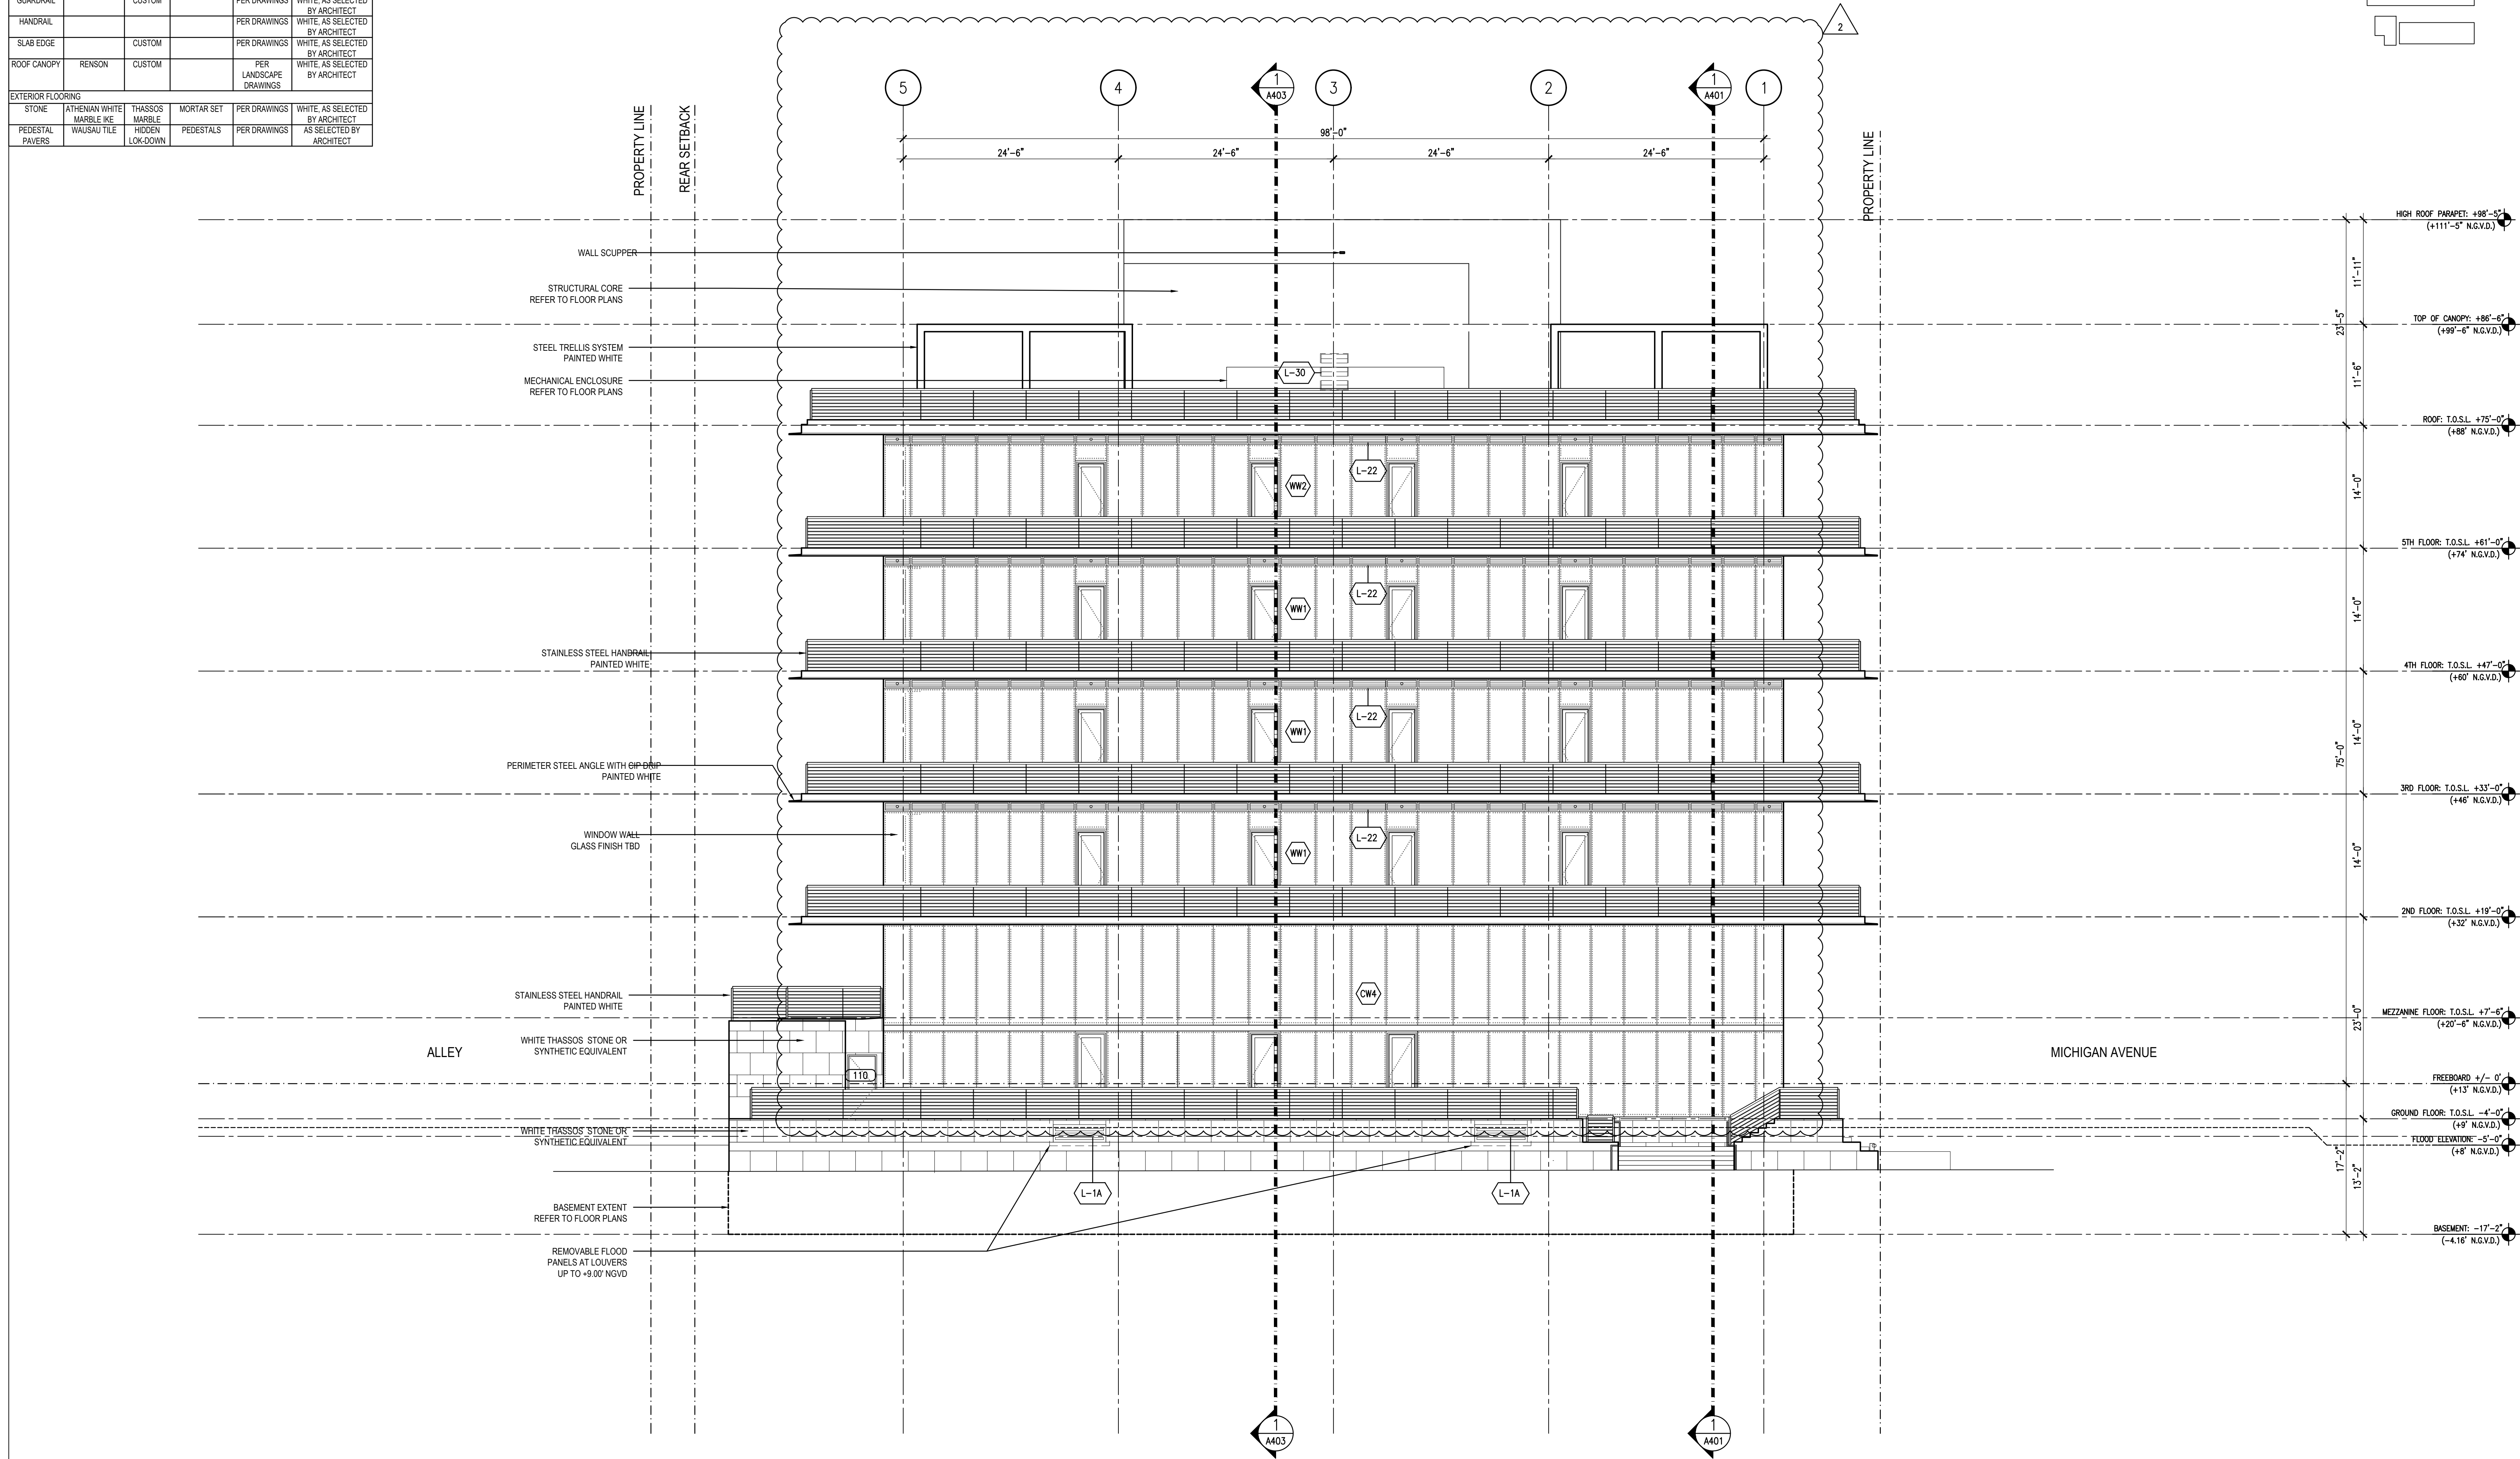 GUARDRAIL CUSTOM PER DRAWINGS WHITE, AS SELECTED
BY ARCHITECT
HANDRAIL PER DRAWINGS WHITE, AS SELECTED
BY ARCHITECT
SLAB EDGE CUSTOM PER DRAWINGS WHITE, AS SELECTED
BY ARCHITECT
ROOF CANOPY RENSON CUSTOM PER WHITE, AS SELECTED
LANDSCAPE BY ARCHITECT
DRAWINGS
EXTERIOR FLOORING
STONE ATHENIAN WHITE THASSOS MORTAR SET PER DRAWINGS WHITE, AS SELECTED
MARBLE IKE MARBLE BY ARCHITECT
PEDESTAL WAUSAU TILE HIDDEN PEDESTALS PER DRAWINGS AS SELECTED BY
PAVERS LOK-DOWN ARCHITECT
2
5
4
1
A403
3
2
1
A401
1
PROPERTY LINE
REAR SETBACK
PROPERTY LINE
98'-0"
24'-6"
24'-6"
24'-6"
24'-6"
WALL SCUPPER
STRUCTURAL CORE
REFER TO FLOOR PLANS
STEEL TRELLIS SYSTEM
PAINTED WHITE
MECHANICAL ENCLOSURE
REFER TO FLOOR PLANS
STAINLESS STEEL HANDRAIL
PAINTED WHITE
PERIMETER STEEL ANGLE WITH CIP DRIP
PAINTED WHITE
WINDOW WALL
GLASS FINISH TBD
STAINLESS STEEL HANDRAIL
PAINTED WHITE
WHITE THASSOS STONE OR
SYNTHETIC EQUIVALENT
ALLEY
WHITE THASSOS STONE OR
SYNTHETIC EQUIVALENT
BASEMENT EXTENT
REFER TO FLOOR PLANS
REMOVABLE FLOOD
PANELS AT LOUVERS
UP TO +9.00' NGVD
L-30
L-22
WW2
L-22
WW1
L-22
WW1
L-22
WW1
CW4
110
L-1A
L-1A
MICHIGAN AVENUE
HIGH ROOF PARAPET: +98'-5"
(+111'-5" N.G.V.D.)
TOP OF CANOPY: +86'-6"
(+99'-6" N.G.V.D.)
ROOF: T.O.S.L. +75'-0"
(+88' N.G.V.D.)
5TH FLOOR: T.O.S.L. +61'-0"
(+74' N.G.V.D.)
4TH FLOOR: T.O.S.L. +47'-0"
(+60' N.G.V.D.)
3RD FLOOR: T.O.S.L. +33'-0"
(+46' N.G.V.D.)
2ND FLOOR: T.O.S.L. +19'-0"
(+32' N.G.V.D.)
MEZZANINE FLOOR: T.O.S.L. +7'-6"
(+20'-6" N.G.V.D.)
FREEBOARD +/- 0'
(+13' N.G.V.D.)
GROUND FLOOR: T.O.S.L. -4'-0"
(+9' N.G.V.D.)
FLOOD ELEVATION: -5'-0"
(+8' N.G.V.D.)
BASEMENT: -17'-2"
(-4.16' N.G.V.D.)
11'-11"
23'-5"
11'-6"
14'-0"
14'-0"
14'-0"
75'-0"
14'-0"
23'-0"
17'-2"
13'-2"
1
A403
1
A401